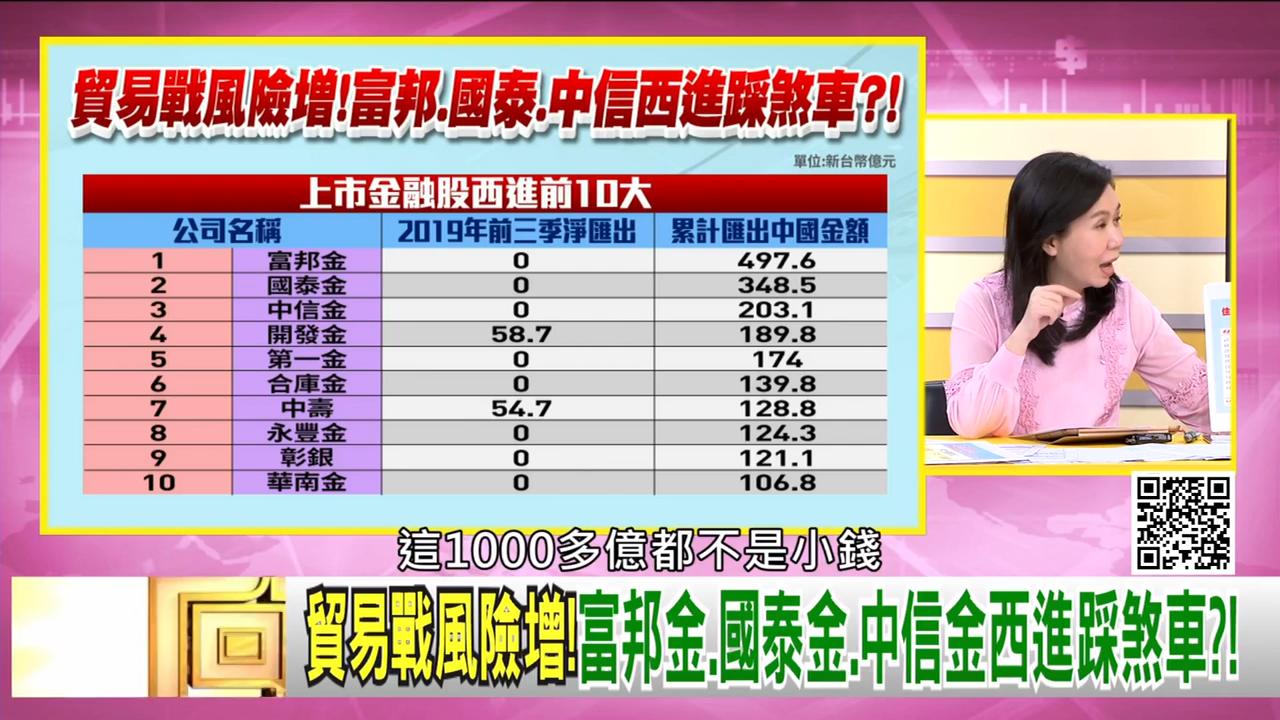 貿易戰風險增!富邦.國泰.中信西進踩煞車?!
單位:新台幣億元
上市金融股西進前10大
公司名稱 2019年前三季淨匯出 累計匯出中國金額
1 富邦金 0 497.6
2 國泰金 0 348.5
3 中信金 0 203.1
4 開發金 58.7 189.8
5 第一金 0 174
6 合庫金 0 139.8
7 中壽 54.7 128.8
8 永豐金 0 124.3
9 彰銀 0 121.1
10 華南金 0 106.8
這1000多億都不是小錢
貿易戰風險增!富邦金.國泰金.中信金西進踩煞車?!